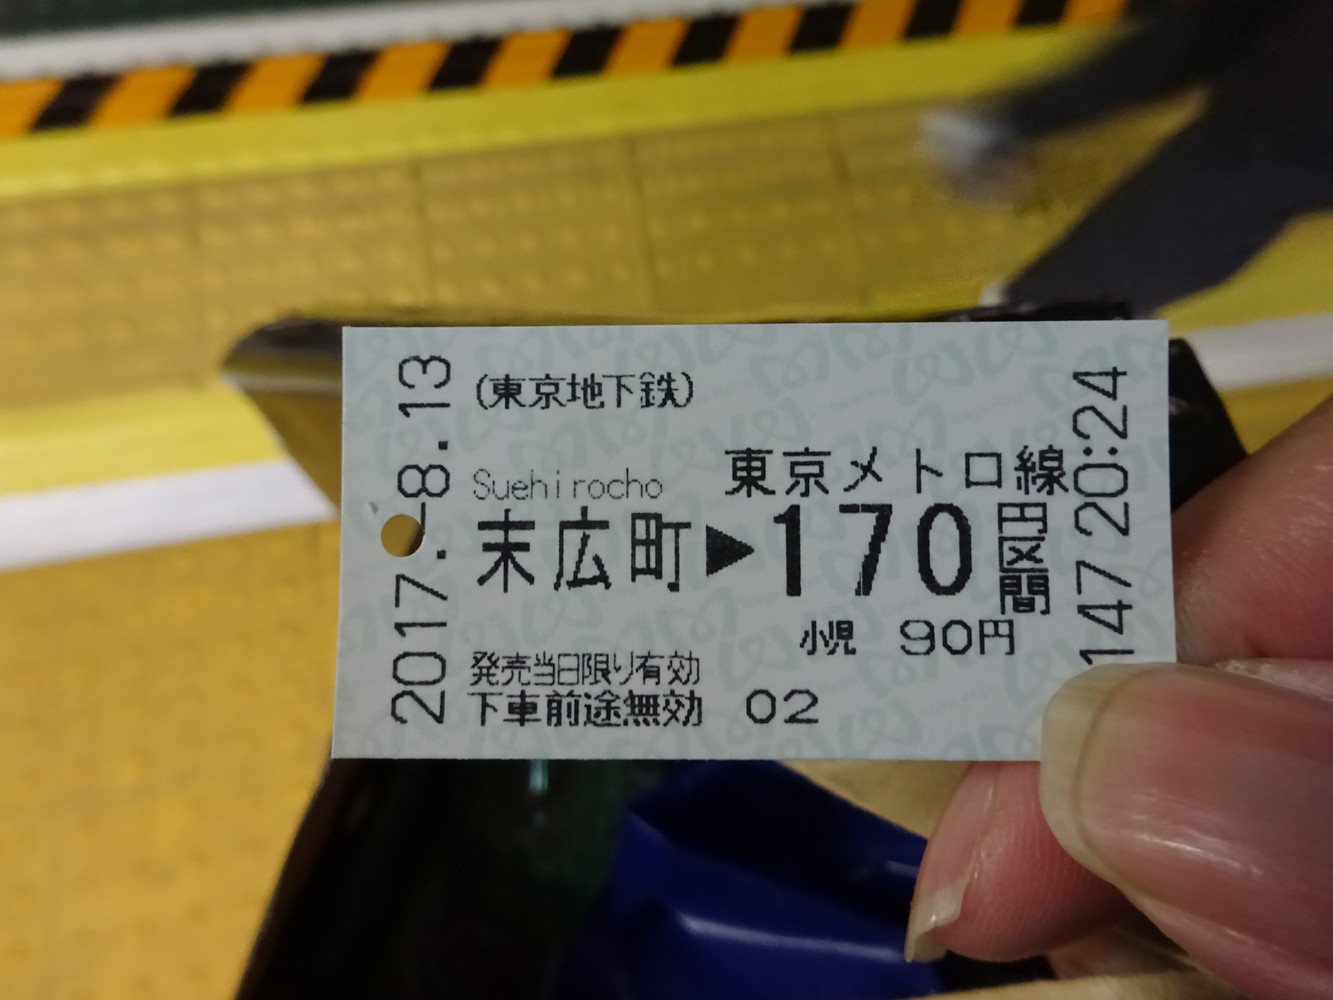 2017.-8.13
(東京地下鉄)
東京メトロ線
Suehirocho
末広町▶170円区間
小児 90円
発売当日限り有効
下車前途無効 02
147 20:24